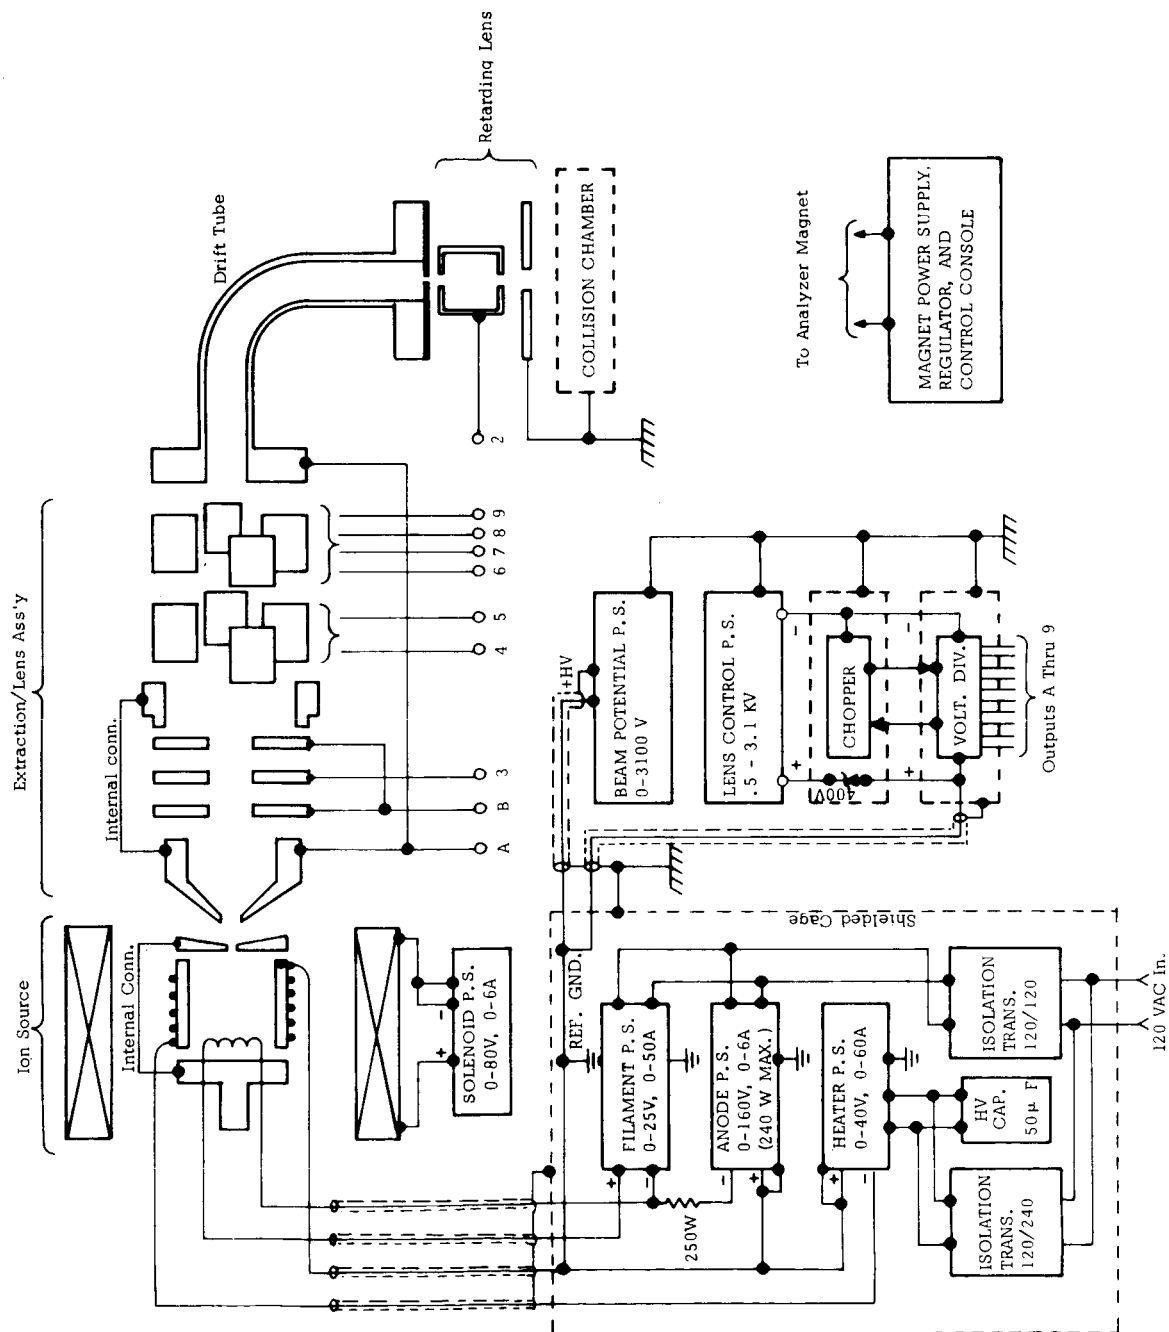 Ion Source
Extraction/Lens Ass'y
Internal Conn.
Internal conn.
Drift Tube
Retarding Lens
A
B
3
4
5
6
7
8
9
2
COLLISION CHAMBER
SOLENOID P.S.
0-80V, 0-6A
+
-
REF. GND.
+HV
BEAM POTENTIAL P.S.
0-3100 V
LENS CONTROL P.S.
.5 - 3.1 KV
+
-
400V
CHOPPER
+
-
VOLT. DIV.
Outputs A Thru 9
To Analyzer Magnet
MAGNET POWER SUPPLY,
REGULATOR, AND
CONTROL CONSOLE
Shielded Cage
FILAMENT P.S.
0-25V, 0-50A
+
-
250W
ANODE P.S.
0-160V, 0-6A
(240 W MAX.)
-
+
HEATER P.S.
0-40V, 0-60A
+
-
ISOLATION
TRANS.
120/240
HV
CAP.
50μ F
ISOLATION
TRANS.
120/120
120 VAC In.